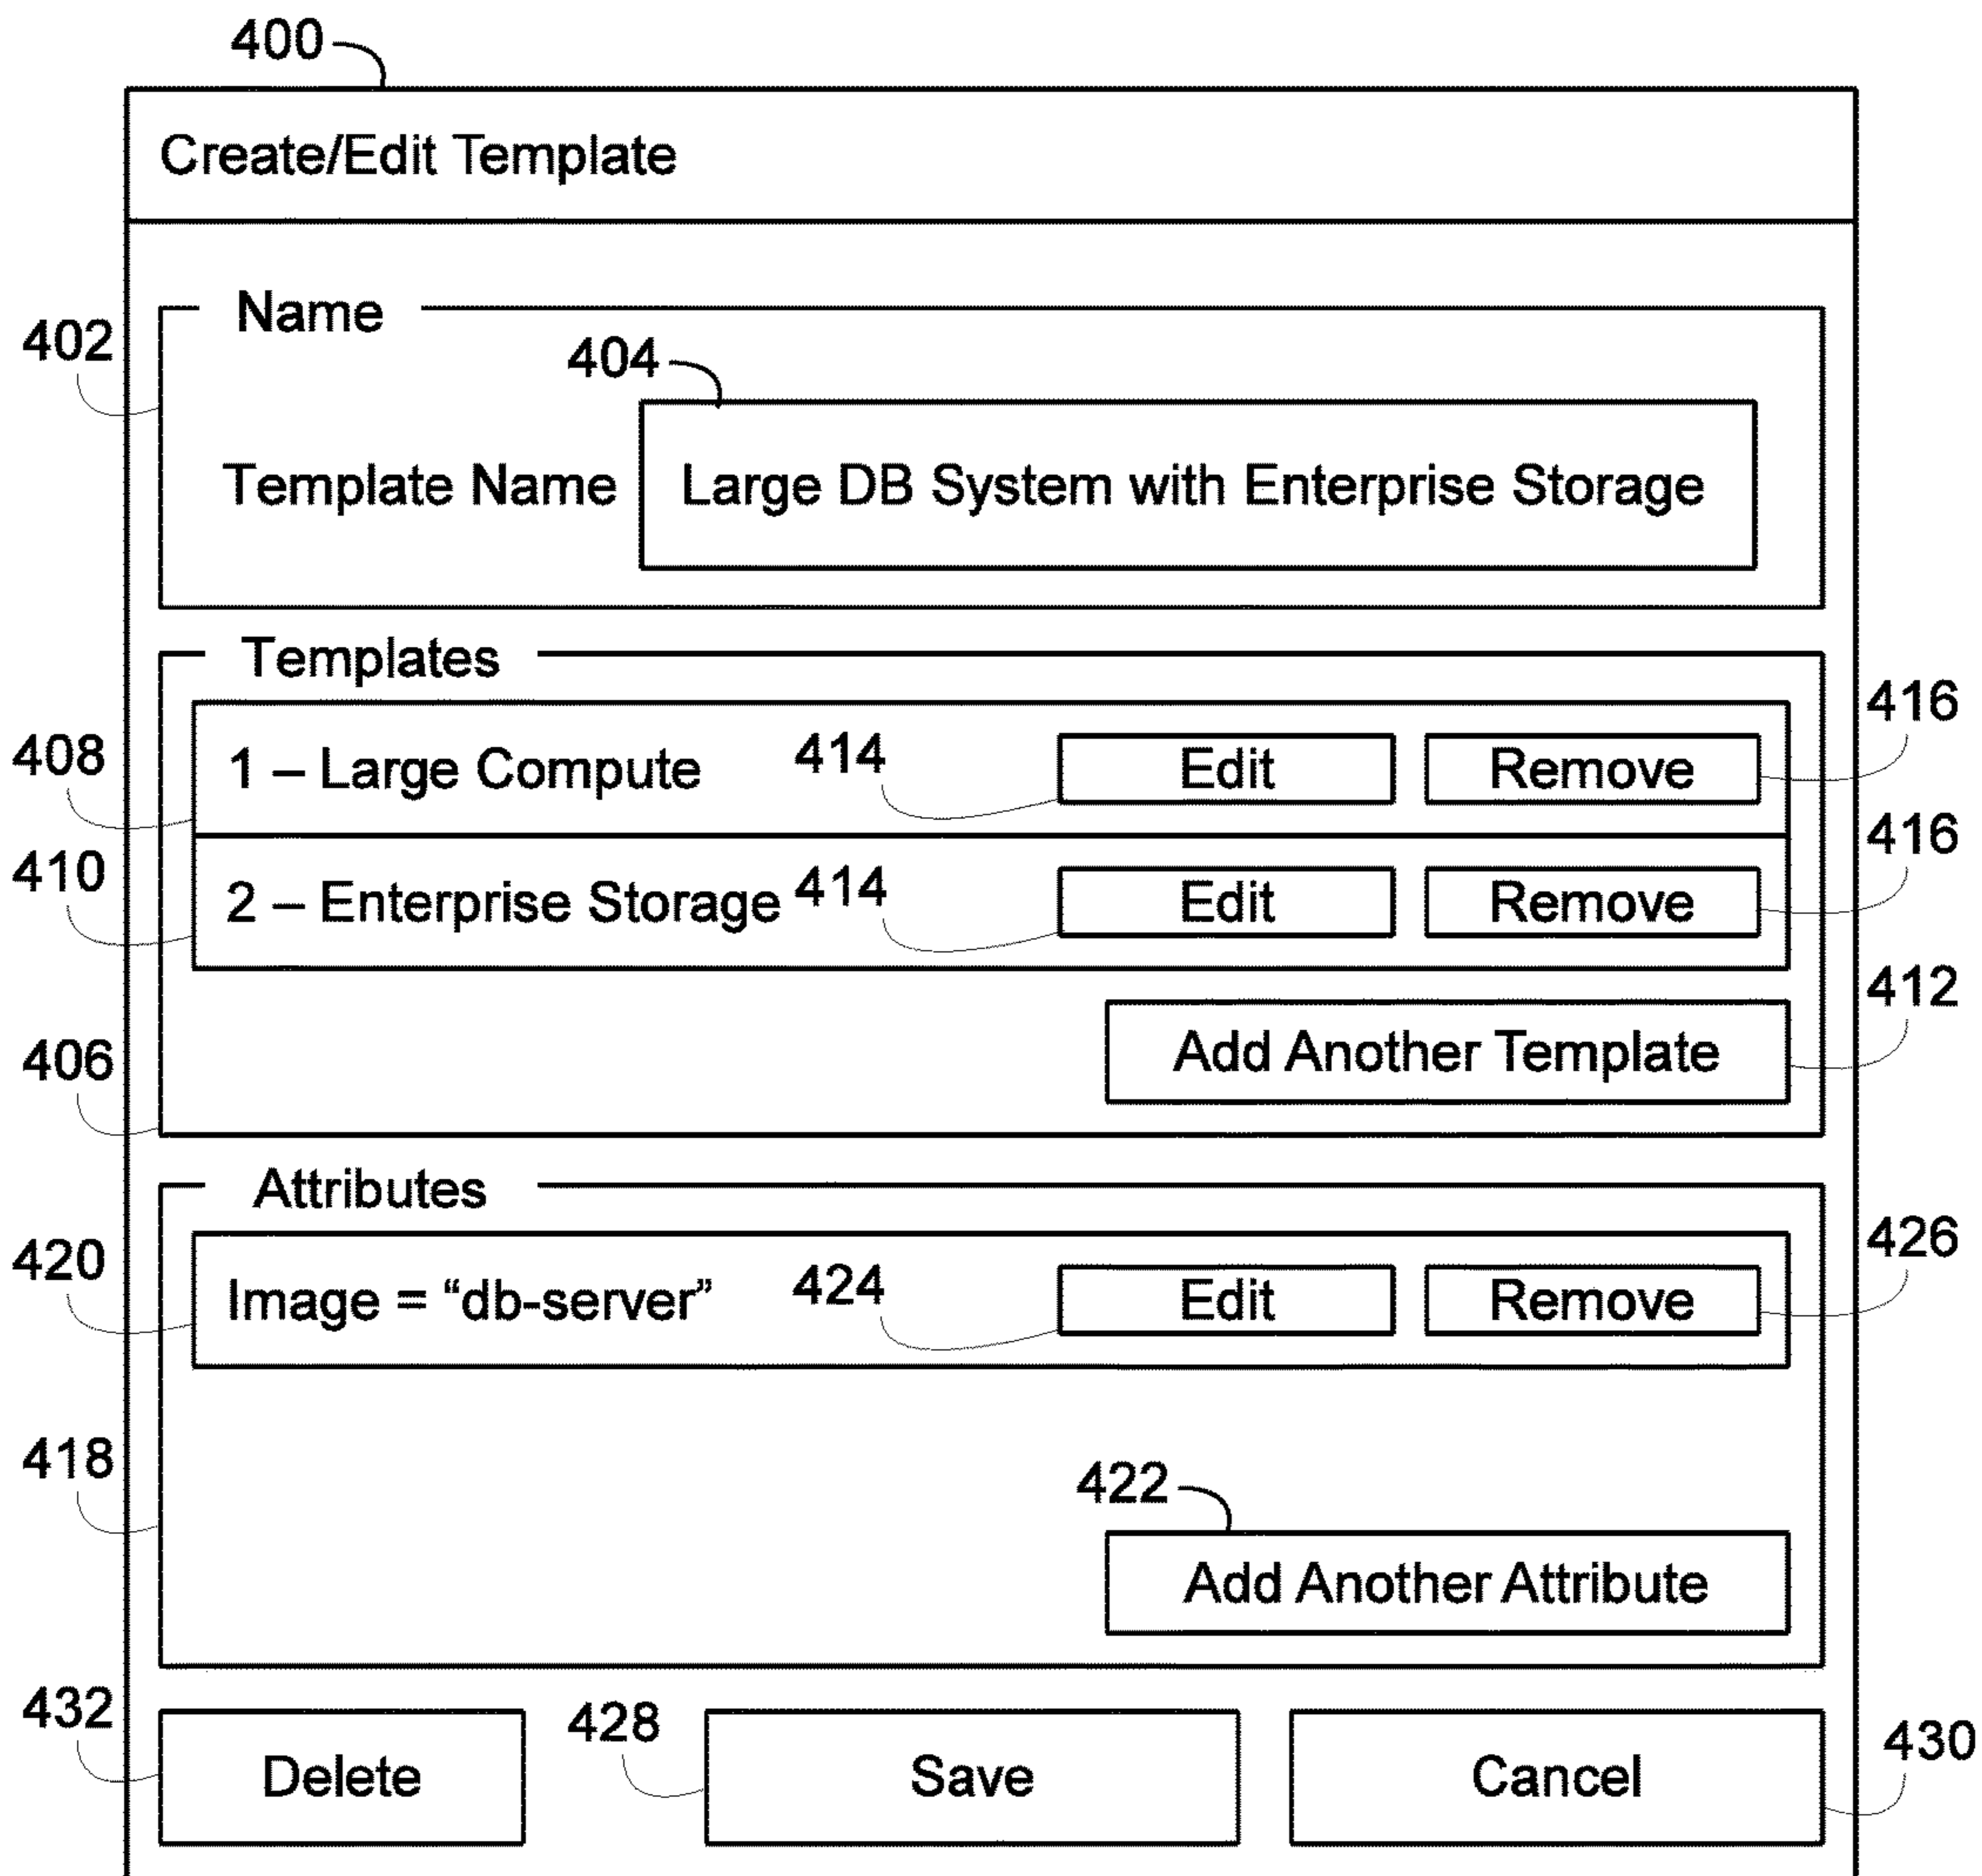 400
Create/Edit Template
Name
402
404
Template Name Large DB System with Enterprise Storage
Templates
416
408 1 – Large Compute 414 Edit Remove
416
410 2 – Enterprise Storage 414 Edit Remove
412
406 Add Another Template
Attributes
426
420 Image = “db-server” 424 Edit Remove
418
422
Add Another Attribute
432 428 430
Delete Save Cancel